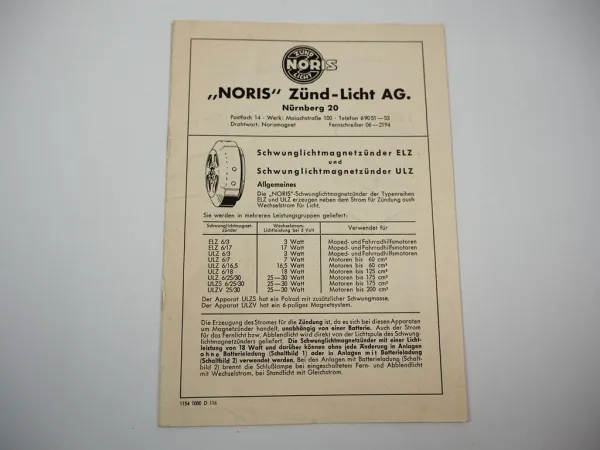 ZÜND
NORIS
LICHT
„NORIS" Zünd-Licht AG.
Nürnberg 20
Postfach 14 · Werk: Maiachstraße 100 · Telefon 69051—53
Drahtwort: Norismagnet Fernschreiber 06—2194
Schwunglichtmagnetzünder ELZ
und
Schwunglichtmagnetzünder ULZ
Allgemeines
Die „NORIS"-Schwunglichtmagnetzünder der Typenreihen
ELZ und ULZ erzeugen neben dem Strom für Zündung auch
Wechselstrom für Licht.
Sie werden in mehreren Leistungsgruppen geliefert:
Schwunglichtmagnet-
zünder
Wechselstrom-
Lichtleistung bei 6 Volt
Verwendet für
ELZ 6/3 3 Watt Moped- und Fahrradhilfsmotoren
ELZ 6/17 17 Watt Moped- und Fahrradhilfsmotoren
ULZ 6/3 3 Watt Moped- und Fahrradhilfsmotoren
ULZ 6/7 7 Watt Motoren bis 60 cm³
ULZ 6/16,5 16,5 Watt Motoren bis 60 cm³
ULZ 6/18 18 Watt Motoren bis 125 cm³
ULZ 6/25/30 25—30 Watt Motoren bis 175 cm³
ULZS 6/25/30 25—30 Watt Motoren bis 175 cm³
ULZV 25/30 25—30 Watt Motoren bis 200 cm³
Der Apparat ULZS hat ein Polrad mit zusätzlicher Schwungmasse.
Der Apparat ULZV hat ein 6-poliges Magnetsystem.
Die Erzeugung des Stromes für die Zündung ist, da es sich bei diesen Apparaten
um Magnetzünder handelt, unabhängig von einer Batterie. Auch der Strom
für das Fernlicht bzw. Abblendlicht wird direkt von der Lichtspule des Schwung-
lichtmagnetzünders geliefert. Die Schwunglichtmagnetzünder mit einer Licht-
leistung von 18 Watt und darüber können ohne jede Änderung in Anlagen
ohne Batterieladung (Schaltbild 1) oder in Anlagen mit Batterieladung
(Schaltbild 2) verwendet werden. Bei den Anlagen mit Batterieladung (Schalt-
bild 2) brennt die Schlußlampe bei eingeschaltetem Fern- und Abblendlicht
mit Wechselstrom, bei Standlicht mit Gleichstrom.
1154 1000 D 116